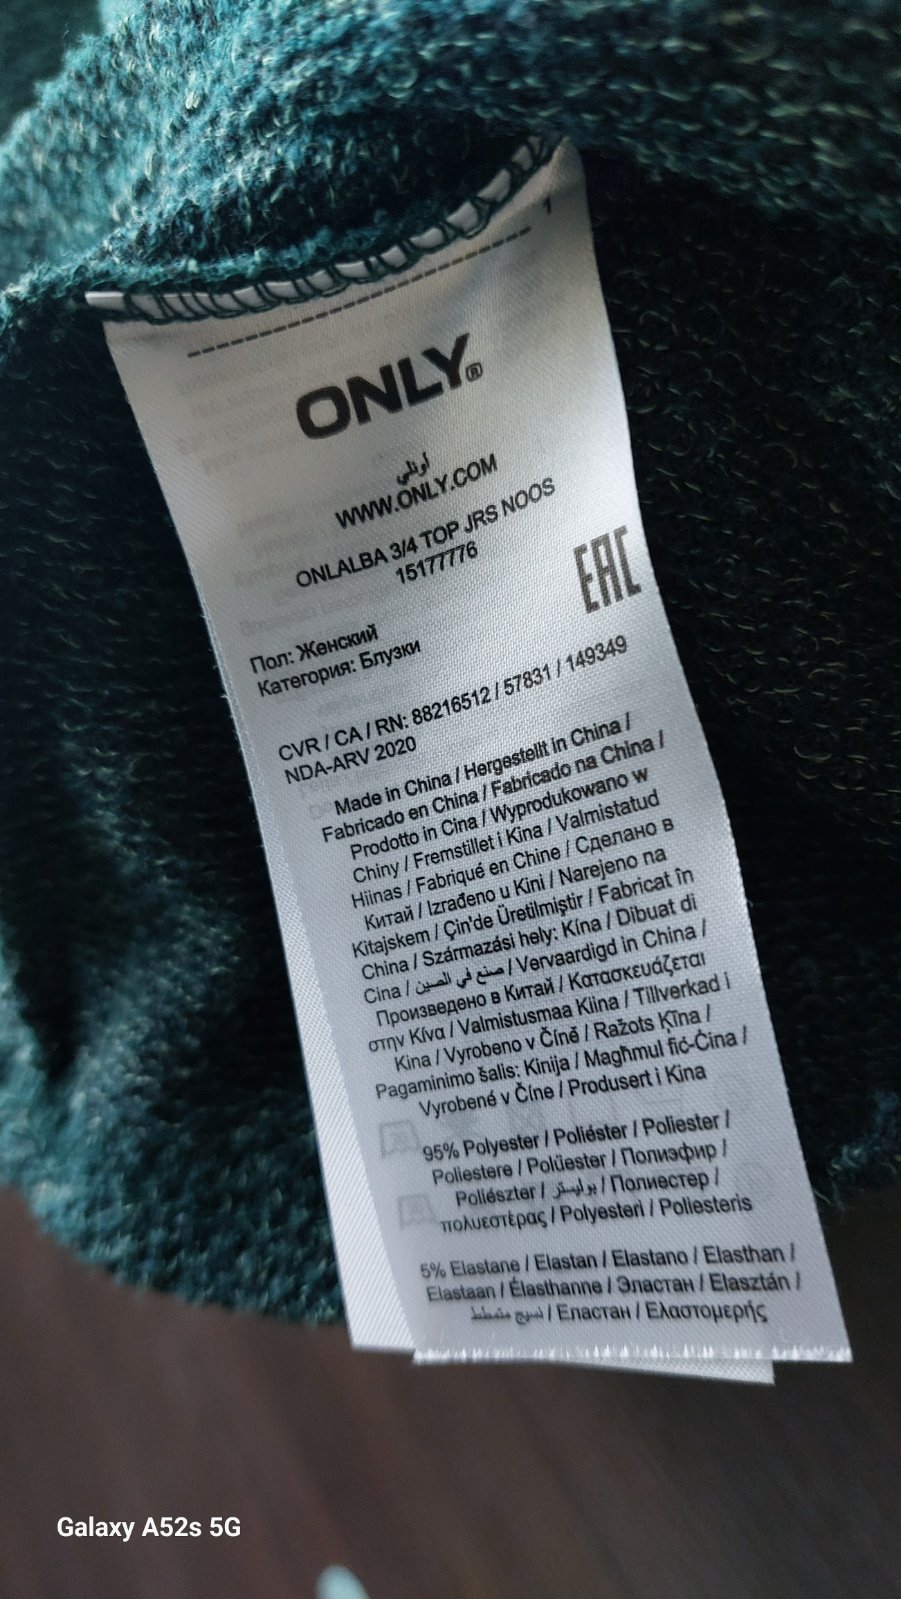 1
ONLY®
أونلي
WWW.ONLY.COM
ONLALBA 3/4 TOP JRS NOOS
15177776
EAC
Пол: Женский
Категория: Блузки
CVR / CA / RN: 88216512 / 57831 / 149349
NDA-ARV 2020
Made in China / Hergestellt in China /
Fabricado en China / Fabricado na China /
Prodotto in Cina / Wyprodukowano w
Chiny / Fremstillet i Kina / Valmistatud
Hiinas / Fabriqué en Chine / Сделано в
Китай / Izrađeno u Kini / Narejeno na
Kitajskem / Çin'de Üretilmiştir / Fabricat în
China / Származási hely: Kína / Dibuat di
Cina / صنع في الصين / Vervaardigd in China /
Произведено в Китай / Κατασκευάζεται
στην Κίνα / Valmistusmaa Kiina / Tillverkad i
Kina / Vyrobeno v Číně / Ražots Ķīna /
Pagaminimo šalis: Kinija / Magħmul fiċ-Ċina /
Vyrobené v Číne / Produsert i Kina
95% Polyester / Poliéster / Poliester /
Poliestere / Polüester / Полиэфир /
Poliészter / بوليستر / Полиестер /
πολυεστέρας / Polyesteri / Poliesteris
5% Elastane / Elastan / Elastano / Elasthan /
Elastaan / Élasthanne / Эластан / Elasztán /
نسيج متمطط / Еластан / Ελαστομερής
Galaxy A52s 5G